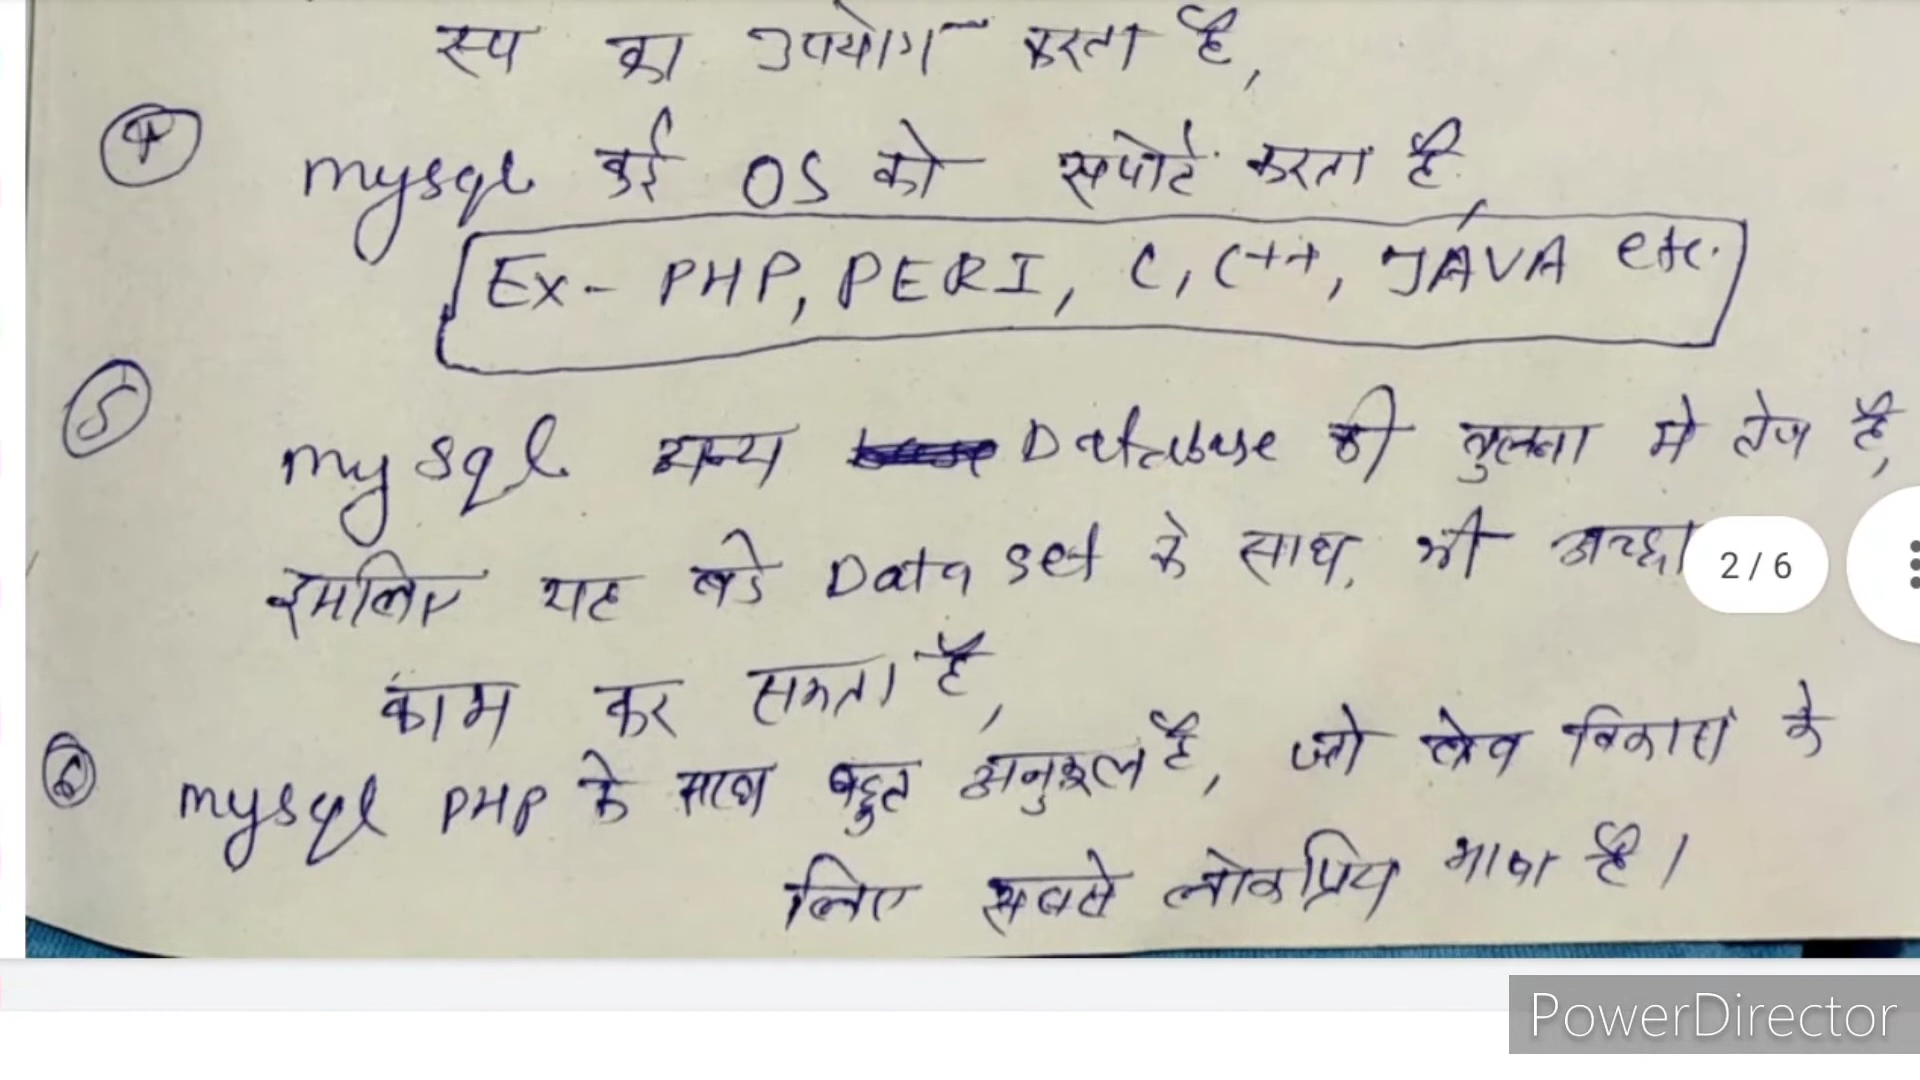 रुप का उपयोग करता है,
④ mysql कई OS को सपोर्ट करता है,
Ex- PHP, PERI, C, C++, JAVA etc.
⑤ mysql अन्य Database की तुलना मे तेज है,
इसलिए यह बडे Data set के साथ भी अच्छा
2 / 6
काम कर सकता है,
⑥ mysql PHP के साथ बहुत अनुकूल है, जो वेब विकास के
लिए सबसे लोकप्रिय भाषा है।
PowerDirector